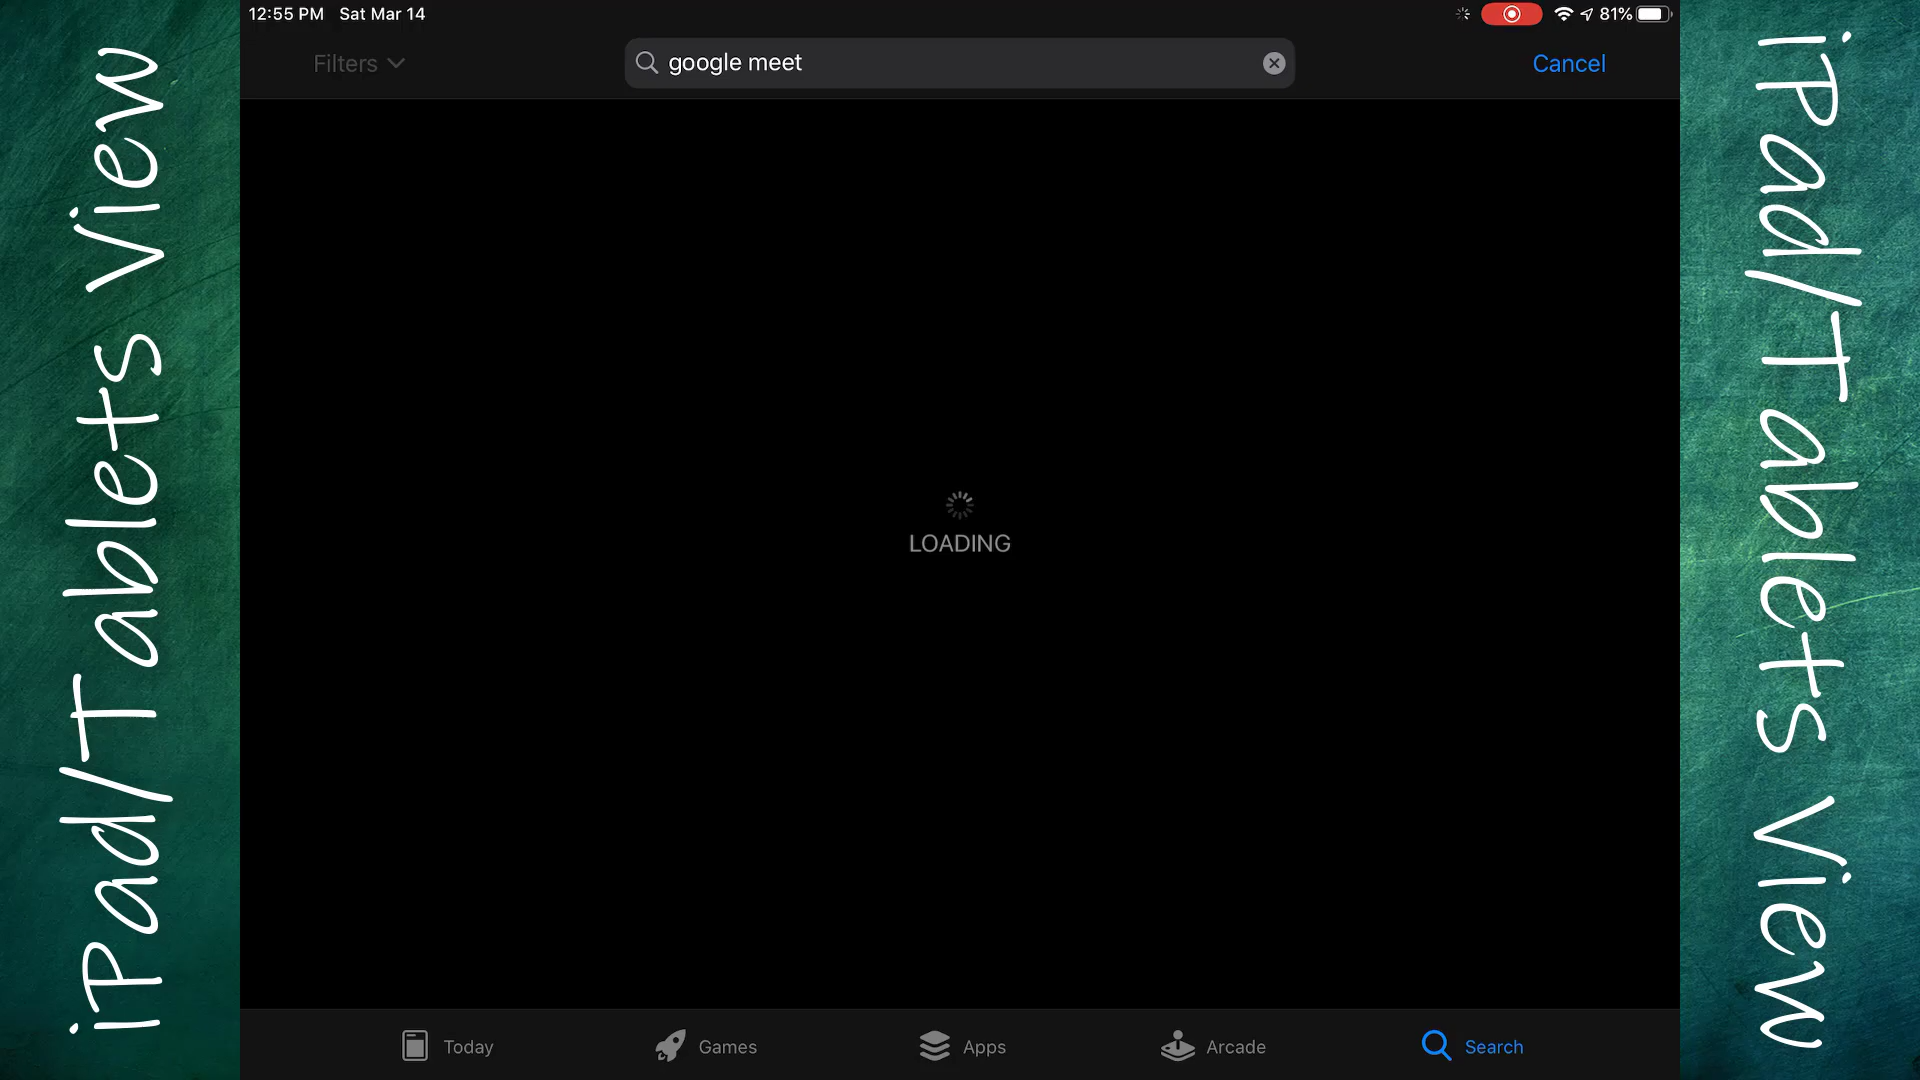 12:55 PM Sat Mar 14
81%
Filters
google meet
Cancel
iPad/Tablets View
LOADING
iPad/Tablets View
Today
Games
Apps
Arcade
Search